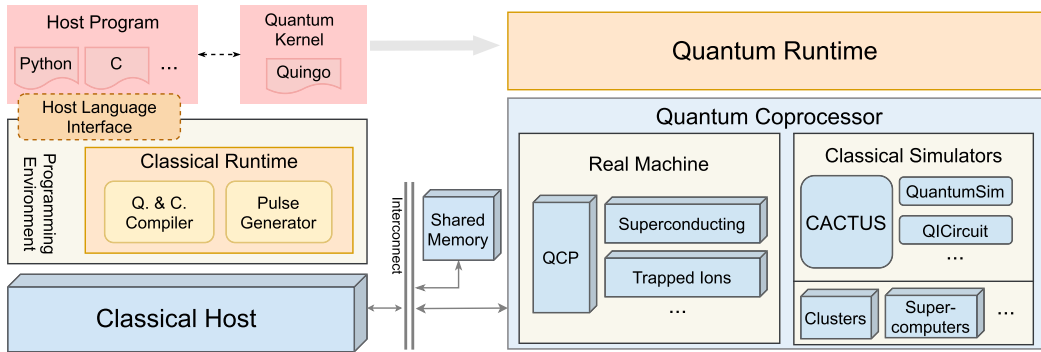 Host Program
Python
C
...
Quantum
Kernel
Quingo
Host Language
Interface
Programming
Environment
Classical Runtime
Q. & C.
Compiler
Pulse
Generator
Classical Host
Interconnect
Shared
Memory
Quantum Runtime
Quantum Coprocessor
Real Machine
QCP
Superconducting
Trapped Ions
...
Classical Simulators
CACTUS
QuantumSim
QICircuit
...
Clusters
Super-
computers
...